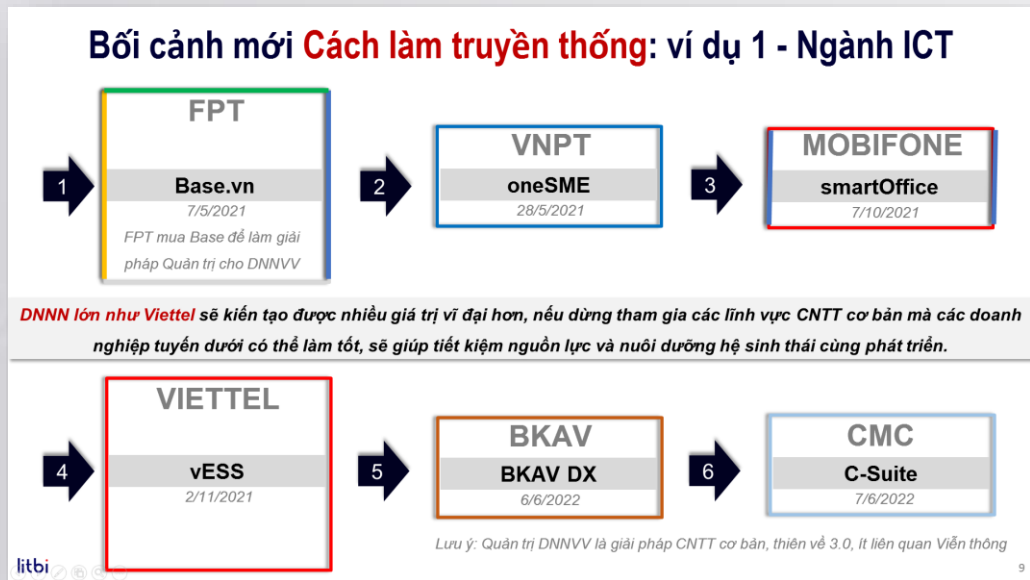 Bối cảnh mới Cách làm truyền thống: ví dụ 1 - Ngành ICT
1
FPT
Base.vn
7/5/2021
FPT mua Base để làm giải
pháp Quản trị cho DNNVV
2
VNPT
oneSME
28/5/2021
3
MOBIFONE
smartOffice
7/10/2021
DNNN lớn như Viettel sẽ kiến tạo được nhiều giá trị vĩ đại hơn, nếu dừng tham gia các lĩnh vực CNTT cơ bản mà các doanh
nghiệp tuyến dưới có thể làm tốt, sẽ giúp tiết kiệm nguồn lực và nuôi dưỡng hệ sinh thái cùng phát triển.
4
VIETTEL
vESS
2/11/2021
5
BKAV
BKAV DX
6/6/2022
6
CMC
C-Suite
7/6/2022
Lưu ý: Quản trị DNNVV là giải pháp CNTT cơ bản, thiên về 3.0, ít liên quan Viễn thông
litbi
9